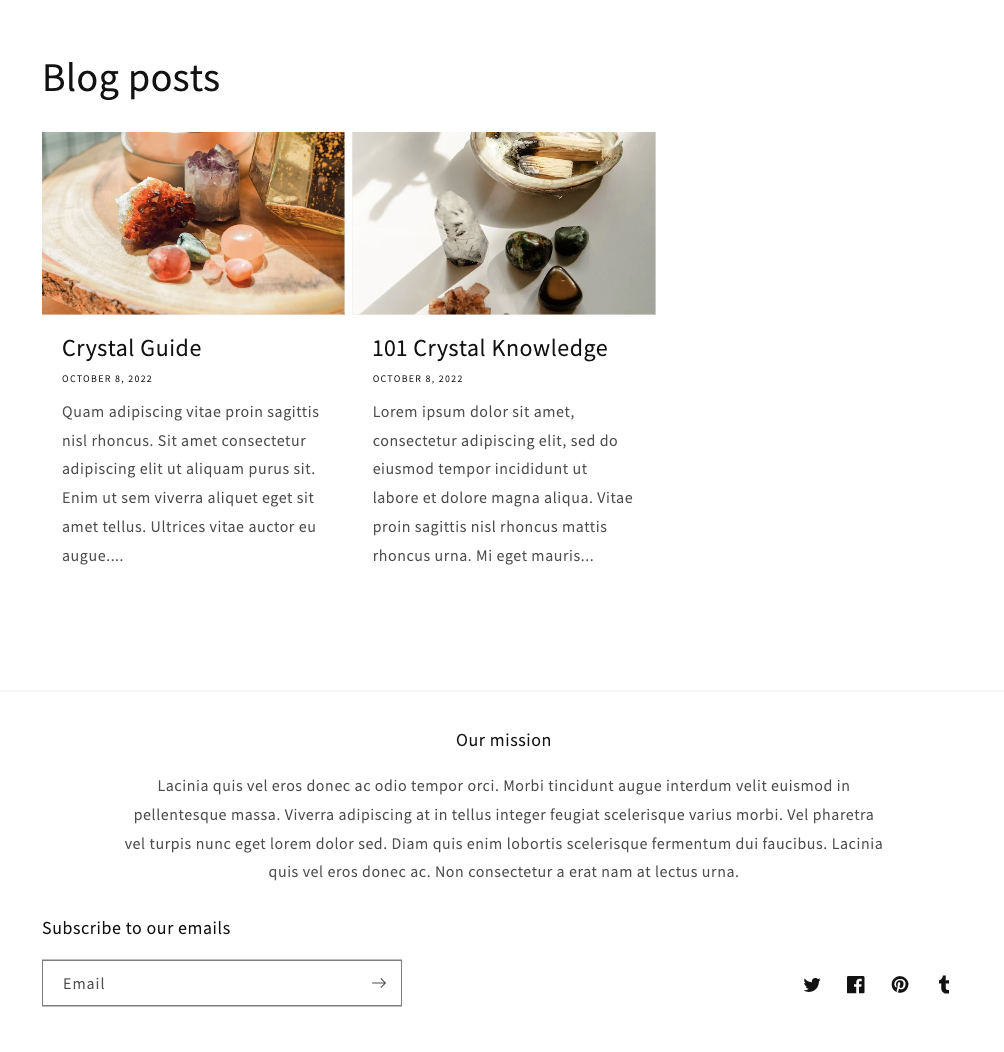 Blog posts
Crystal Guide
OCTOBER 8, 2022
Quam adipiscing vitae proin sagittis
nisl rhoncus. Sit amet consectetur
adipiscing elit ut aliquam purus sit.
Enim ut sem viverra aliquet eget sit
amet tellus. Ultrices vitae auctor eu
augue....
101 Crystal Knowledge
OCTOBER 8, 2022
Lorem ipsum dolor sit amet,
consectetur adipiscing elit, sed do
eiusmod tempor incididunt ut
labore et dolore magna aliqua. Vitae
proin sagittis nisl rhoncus mattis
rhoncus urna. Mi eget mauris...
Our mission
Lacinia quis vel eros donec ac odio tempor orci. Morbi tincidunt augue interdum velit euismod in
pellentesque massa. Viverra adipiscing at in tellus integer feugiat scelerisque varius morbi. Vel pharetra
vel turpis nunc eget lorem dolor sed. Diam quis enim lobortis scelerisque fermentum dui faucibus. Lacinia
quis vel eros donec ac. Non consectetur a erat nam at lectus urna.
Subscribe to our emails
Email